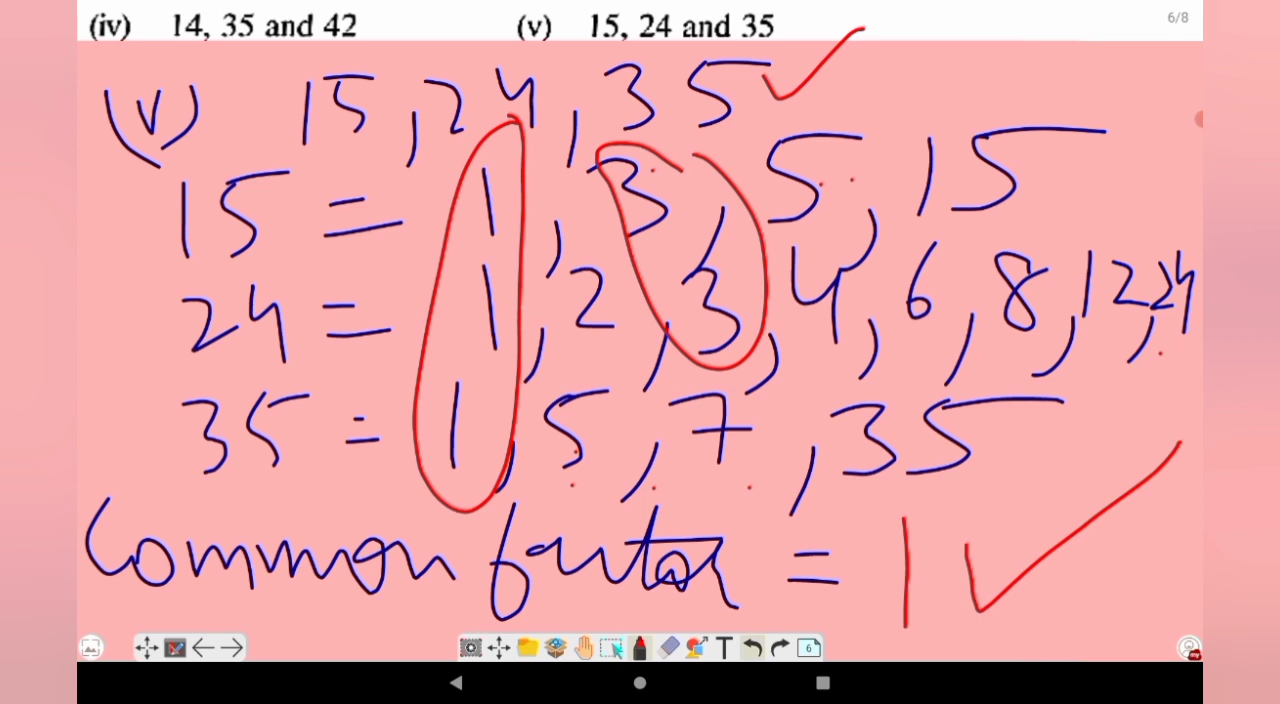 6/8
(iv) 14, 35 and 42 (v) 15, 24 and 35
(v) 15,24,35
15 = 1, 3, 5, 15
24 = 1, 2, 3, 4, 6, 8, 12, 24
35 = 1, 5, 7, 35
Common factor = 1
T 6